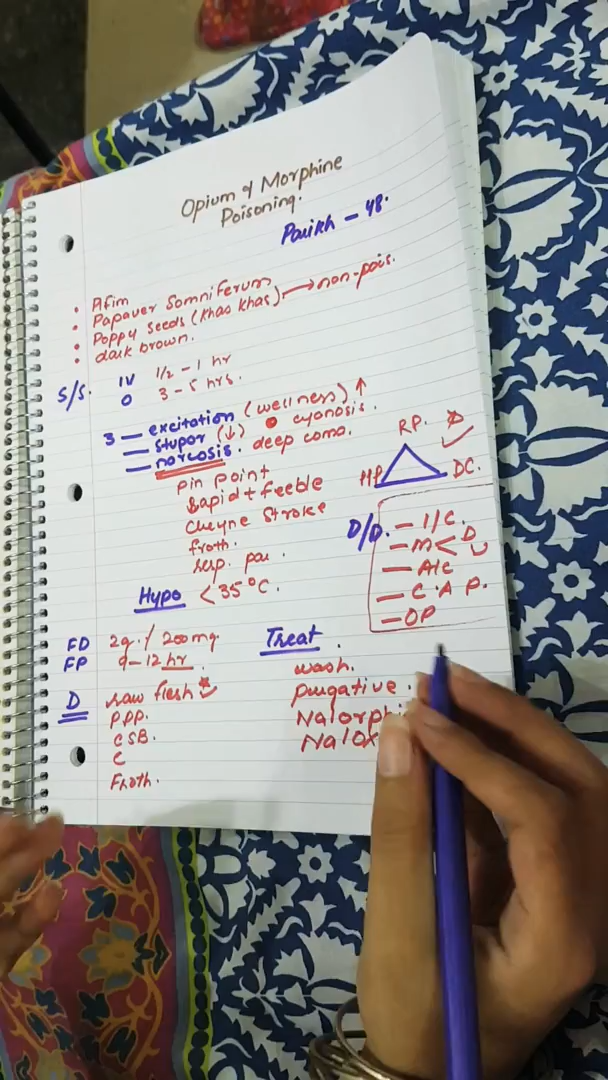 Opium & Morphine
Poisoning.
Parikh - 48.
• Afim
• Papaver Somniferum
• Poppy Seeds (khas khas) → non-pois.
• dark brown.
S/S. IV 1/2 - 1 hr
O 3 - 5 hrs.
3 — excitation (wellness) ↑
— stupor (↓) cyanosis.
— narcosis. deep coma.
pin point
Rapid + feeble
Cheyne Stroke
froth.
resp. par.
Hypo < 35°C.
RP.
HP DC.
D/D. — I/C.
— M < D
U
— A/C
— C.A P.
— OP
FD 2g. / 200mg
FP 9-12 hr.
D raw flesh
PPP.
CSB.
C
Froth.
Treat.
wash.
purgative.